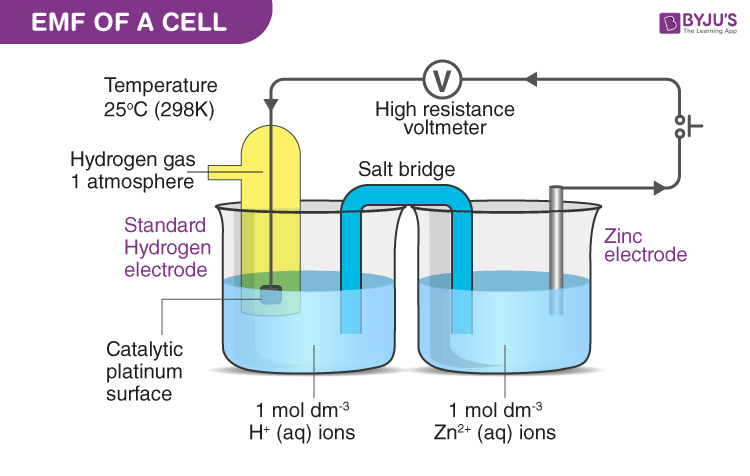 EMF OF A CELL
BYJU'S
The Learning App
Temperature
25°C (298K)
V
High resistance
voltmeter
Hydrogen gas
1 atmosphere
Salt bridge
Standard
Hydrogen
electrode
Zinc
electrode
Catalytic
platinum
surface
1 mol dm⁻³
H⁺ (aq) ions
1 mol dm⁻³
Zn²⁺ (aq) ions